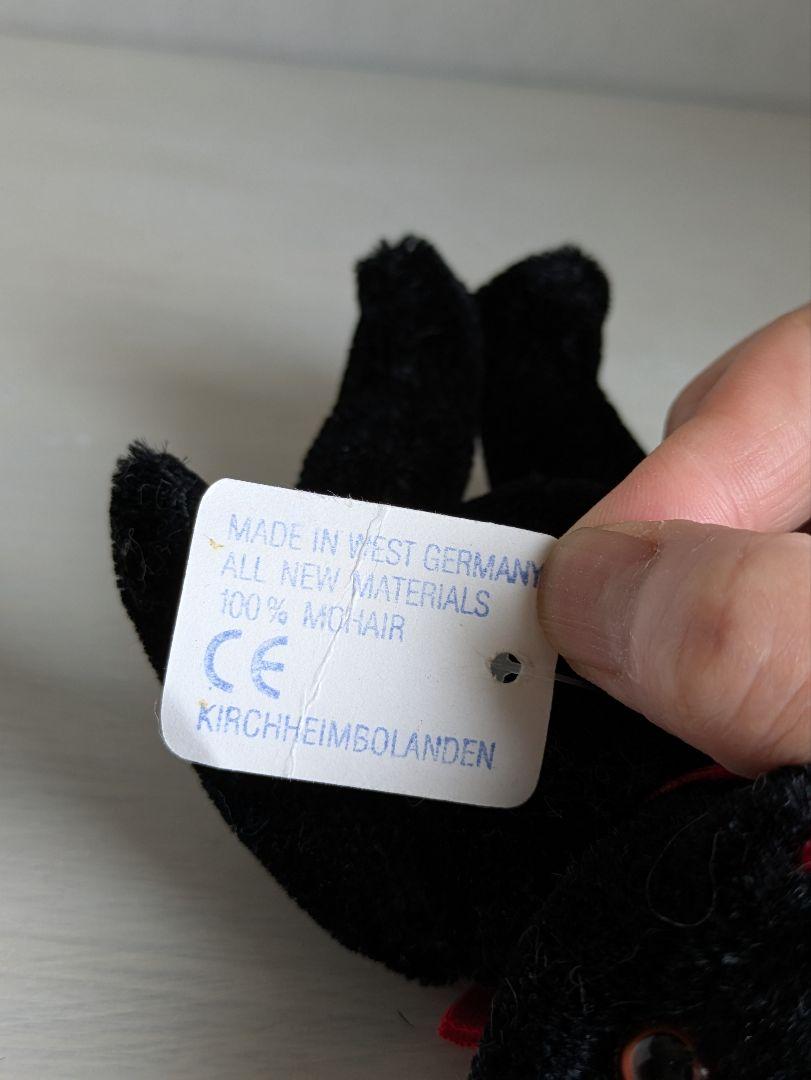 MADE IN WEST GERMANY
ALL NEW MATERIALS
100% MOHAIR
CE
KIRCHHEIMBOLANDEN